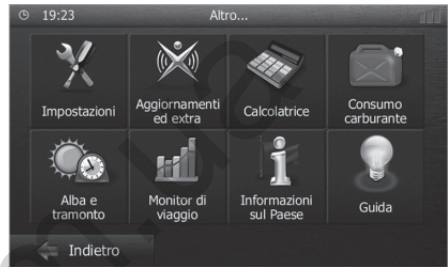 19:23
Altro...
Impostazioni
Aggiornamenti
ed extra
Calcolatrice
Consumo
carburante
Alba e
tramonto
Monitor di
viaggio
Informazioni
sul Paese
Guida
Indietro